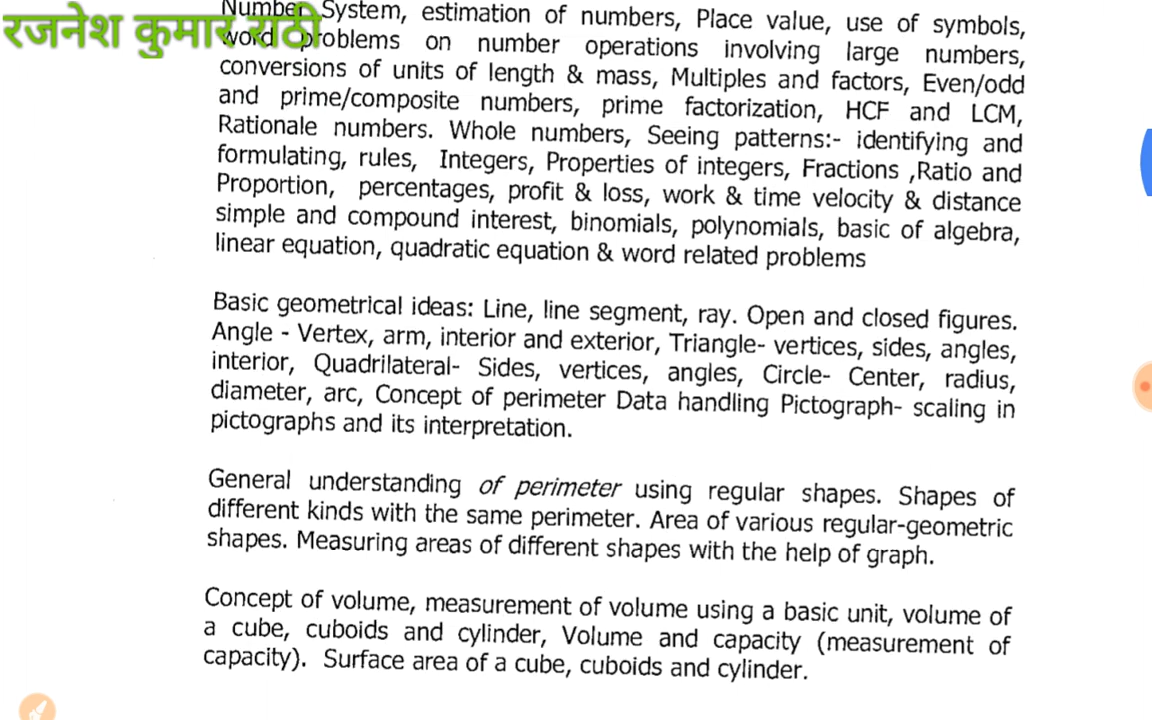 रजनेश कुमार राठी
Number System, estimation of numbers, Place value, use of symbols,
word problems on number operations involving large numbers,
conversions of units of length & mass, Multiples and factors, Even/odd
and prime/composite numbers, prime factorization, HCF and LCM,
Rationale numbers. Whole numbers, Seeing patterns:- identifying and
formulating, rules, Integers, Properties of integers, Fractions ,Ratio and
Proportion, percentages, profit & loss, work & time velocity & distance
simple and compound interest, binomials, polynomials, basic of algebra,
linear equation, quadratic equation & word related problems
Basic geometrical ideas: Line, line segment, ray. Open and closed figures.
Angle - Vertex, arm, interior and exterior, Triangle- vertices, sides, angles,
interior, Quadrilateral- Sides, vertices, angles, Circle- Center, radius,
diameter, arc, Concept of perimeter Data handling Pictograph- scaling in
pictographs and its interpretation.
General understanding of perimeter using regular shapes. Shapes of
different kinds with the same perimeter. Area of various regular-geometric
shapes. Measuring areas of different shapes with the help of graph.
Concept of volume, measurement of volume using a basic unit, volume of
a cube, cuboids and cylinder, Volume and capacity (measurement of
capacity). Surface area of a cube, cuboids and cylinder.